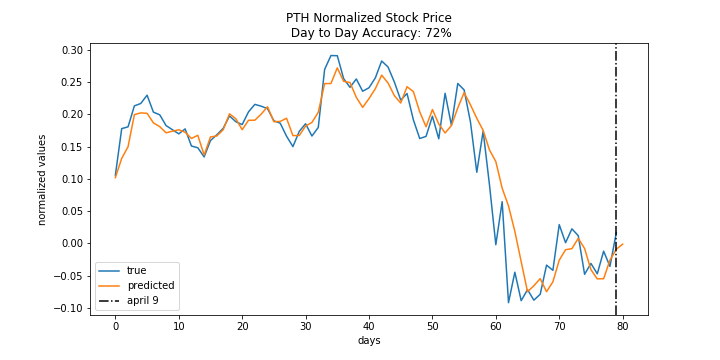 PTH Normalized Stock Price
Day to Day Accuracy: 72%
normalized values
0.30
0.25
0.20
0.15
0.10
0.05
0.00
−0.05
−0.10
true
predicted
april 9
0 10 20 30 40 50 60 70 80
days